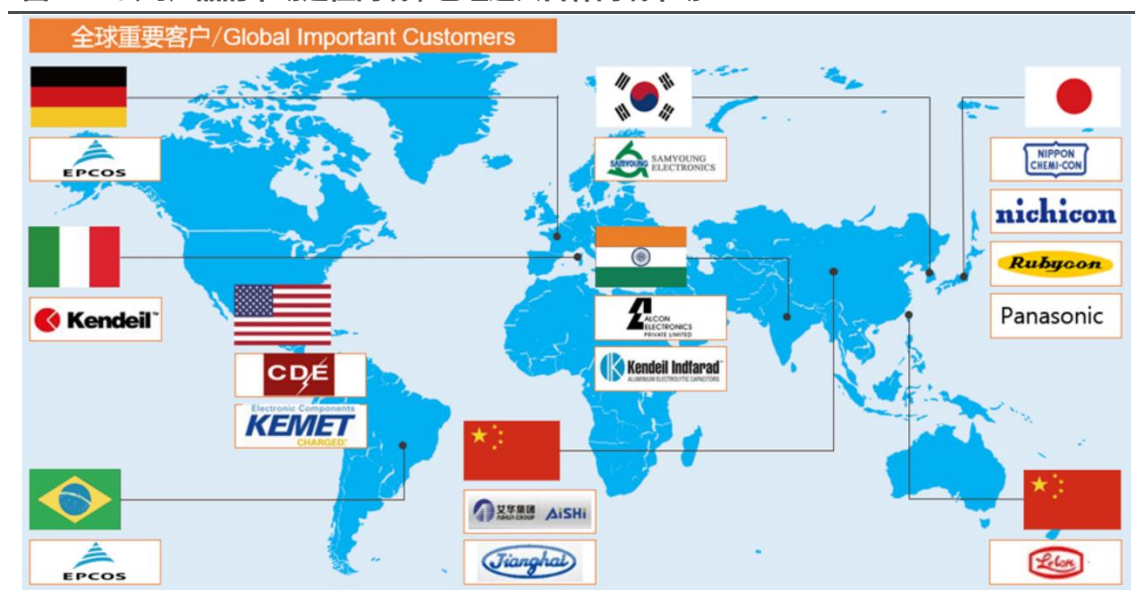 全球重要客户/Global Important Customers
EPCOS
SAMYOUNG
SAMYOUNG
ELECTRONICS
NIPPON
CHEMI-CON
nichicon
Rubycon
Panasonic
Kendeil™
ALCON
ELECTRONICS
PRIVATE LIMITED
Kendeil Indfarad
ALUMINIUM ELECTROLYTIC CAPACITORS
CDE
Electronic Components
KEMET
CHARGED
艾华集团
AIHUA GROUP
AiSHi
Jianghai
EPCOS
Lelon